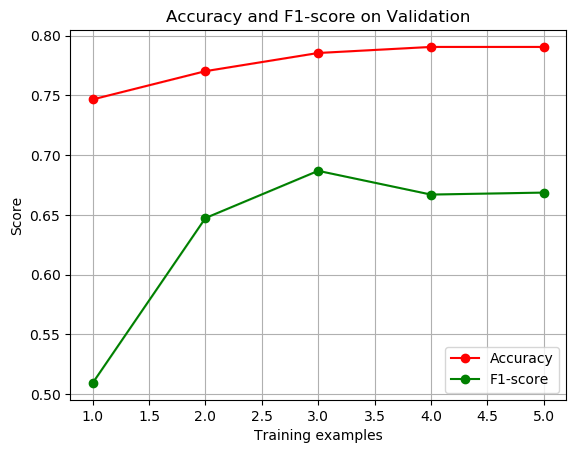 Accuracy and F1-score on Validation
0.80
0.75
0.70
0.65
0.60
0.55
0.50
Score
1.0 1.5 2.0 2.5 3.0 3.5 4.0 4.5 5.0
Training examples
Accuracy
F1-score